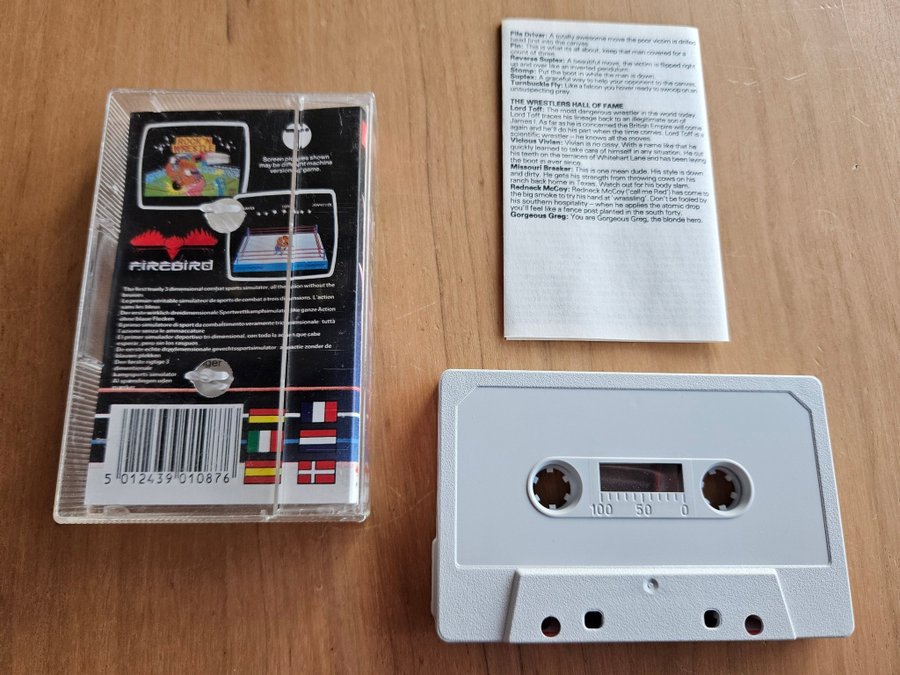 ROCK'N
WRESTLE
Screen pictures shown
may be different machine
version of game.
FIREBIRD
The first truely 3 dimensional combat sports simulator, all the action without the
bruises
Le premier véritable simulateur de sports de combat a trois dimensions. L'action
sans les bleus
Der erste wirklich dreidimensionale Sportwettkampfsimulator, die ganze Action
ohne blaue Flecken
Il primo simulatore di sport da combattimento veramente tridimensionale tutta
l'azione senza le ammaccature
El primer simulador deportivo tri dimensional, con toda la accion que cabe
esperar, pero sin los rasguos
De eerste echte driedimensionale gevechtssportsimulator actie zonder de
blauwe plekken
Den første rigtige 3
dimentionale
kampsports simulator
Al spændingen uden
5 012439 010876
Pile Driver: A totally awesome move the poor victim is drilled
head first into the canvas.
Pin: This is what its all about, keep that man covered for a
count of three.
Reverse Suplex: A beautiful move, the victim is flipped right
up and over like an inverted pendulum.
Stomp: Put the boot in while the man is down.
Suplex: A graceful way to help your opponent to the canvas.
Turnbuckle Fly: Like a falcon you hover ready to swoop on an
unsuspecting prey.
THE WRESTLERS HALL OF FAME
Lord Toff: The most dangerous wrestler in the world today.
Lord Toff traces his lineage back to an illegitimate son of
James I. As far as he is concerned the British Empire will come
again and he'll do his part when the time comes. Lord Toff is a
scientific wrestler – he knows all the moves.
Vicious Vivian: Vivian is no cissy. With a name like that he
quickly learned to take care of himself in any situation. He cut
his teeth on the terraces of Whitehart Lane and has been laying
the boot in ever since.
Missouri Breaker: This is one mean dude. His style is down
and dirty. He gets his strength from throwing cows on his
ranch back home in Texas. Watch out for his body slam.
Redneck McCoy: Redneck McCoy ('call me Red') has come to
the big smoke to try his hand at 'wrassling'. Don't be fooled by
his southern hospitality – when he applies the atomic drop
you'll feel like a fence post planted in the south forty.
Gorgeous Greg: You are Gorgeous Greg, the blonde hero.
100 50 0